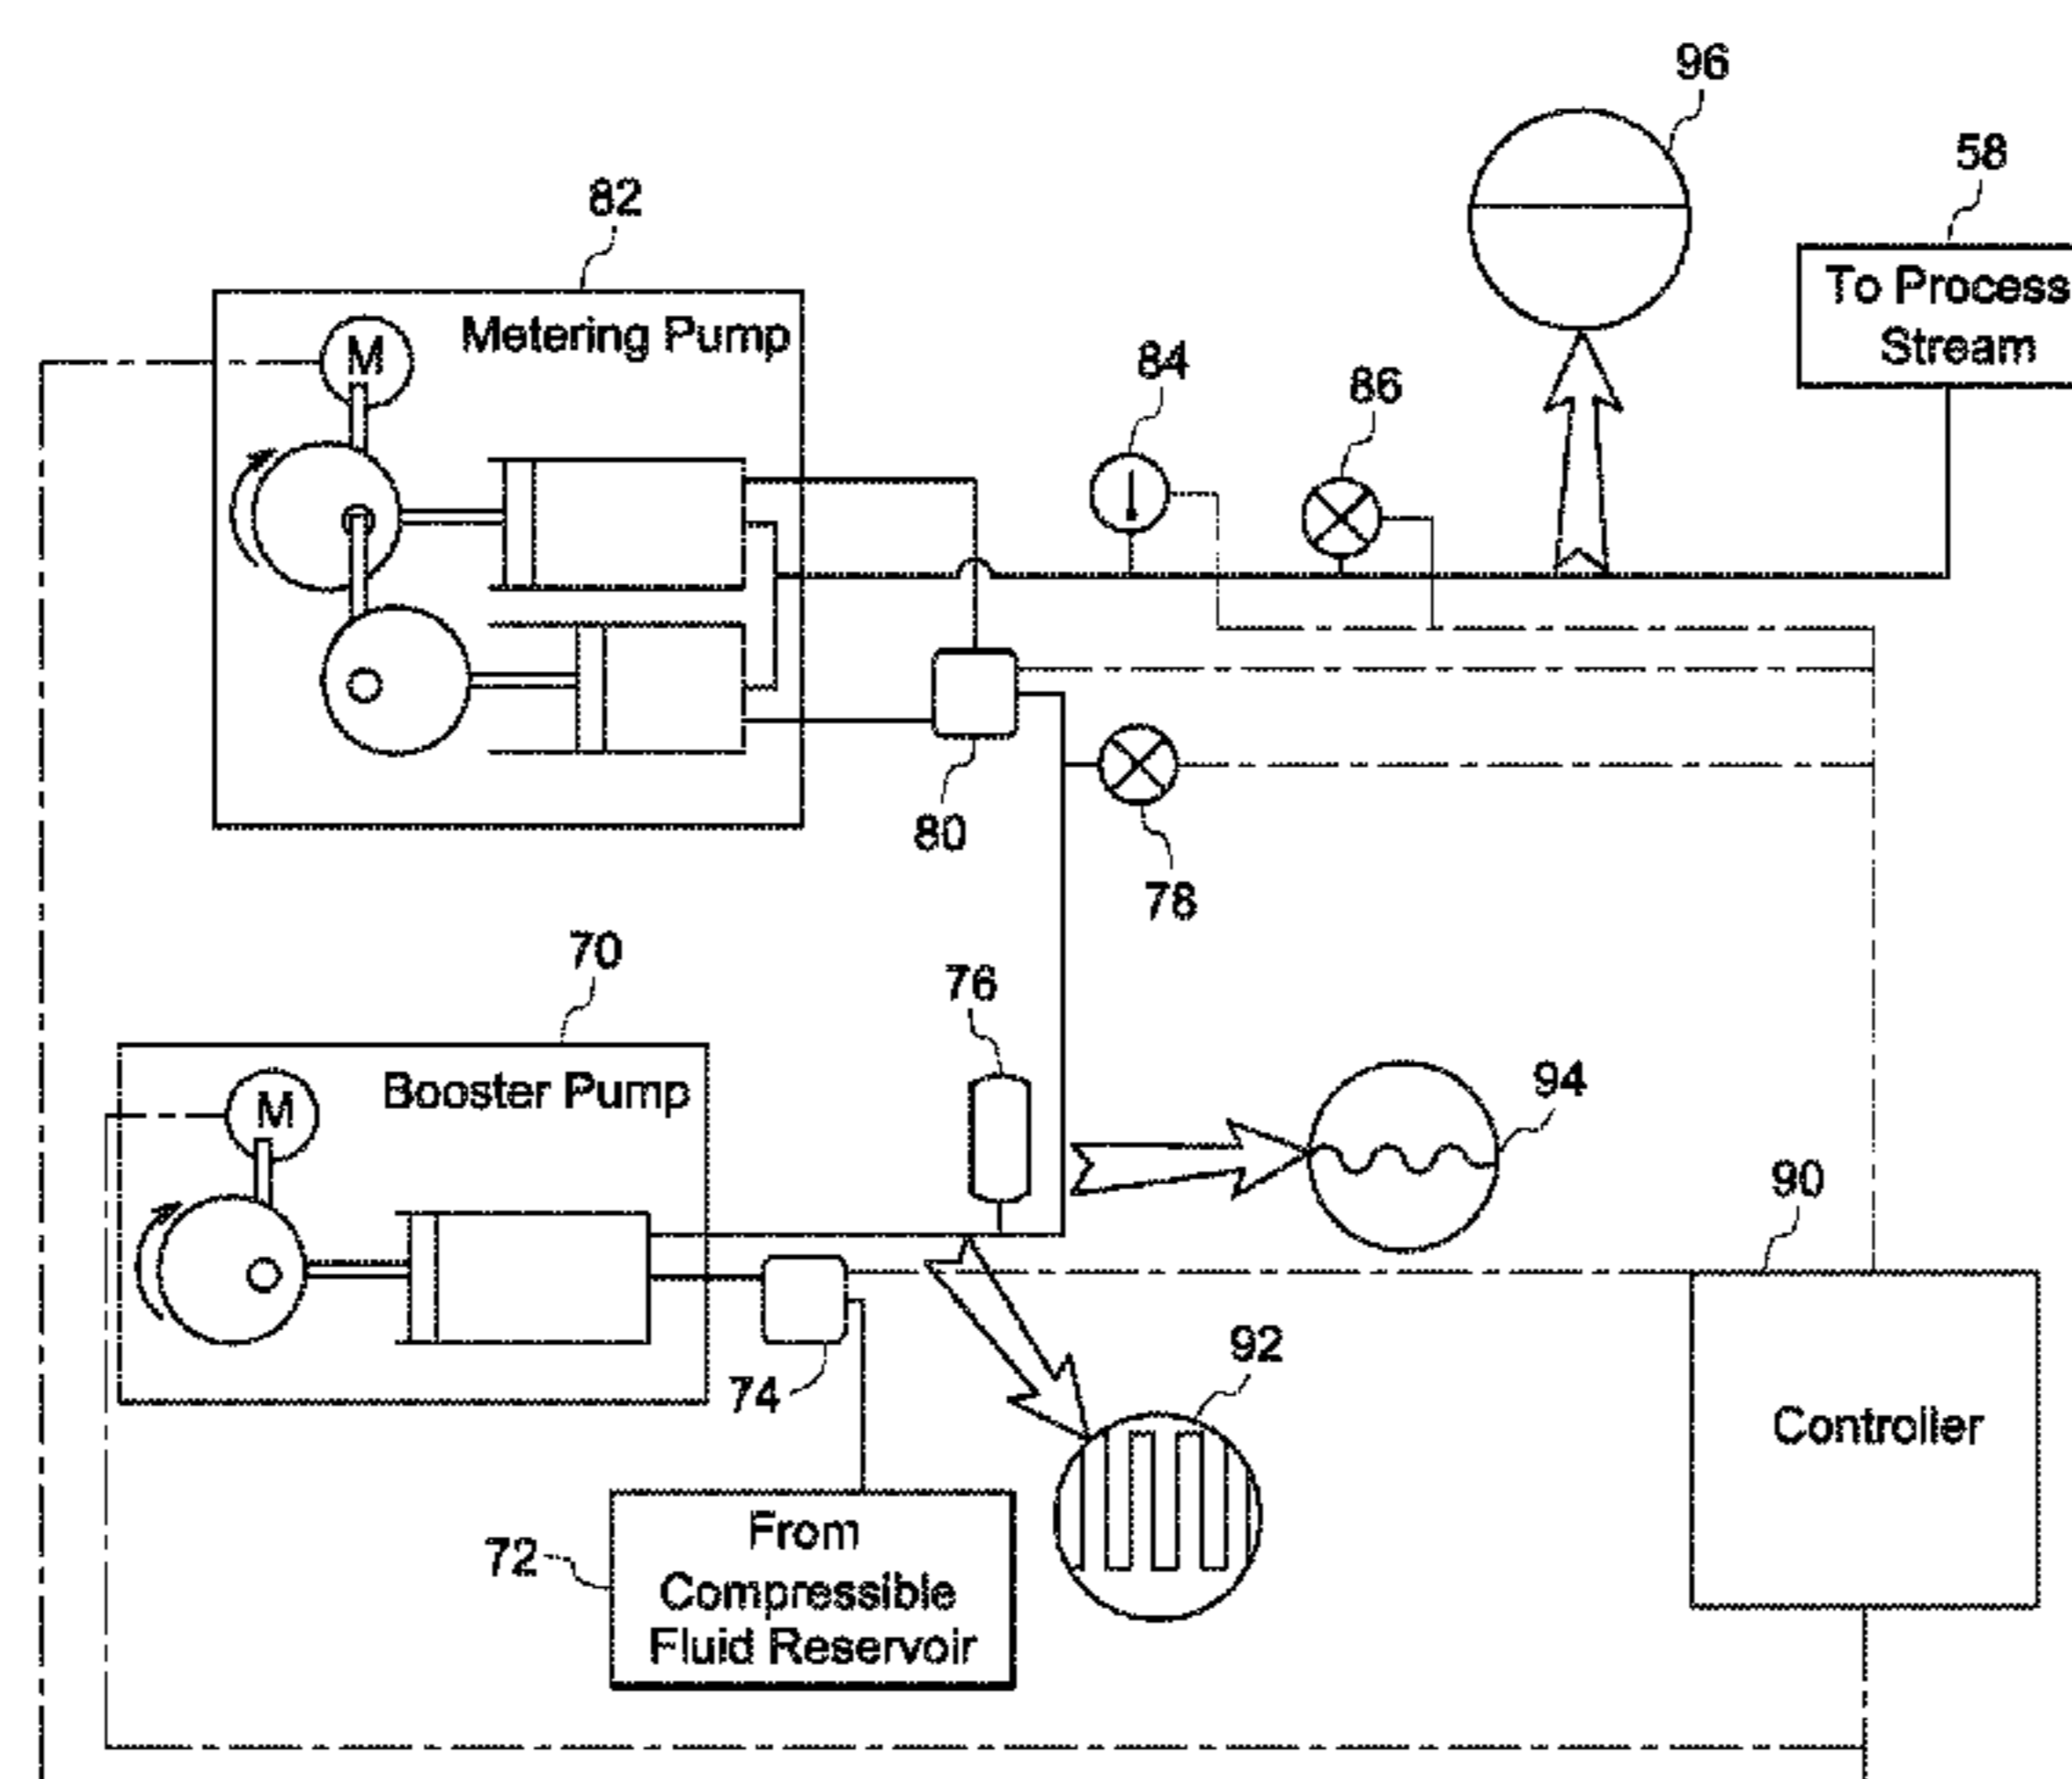 96
58
To Process
Stream
82
Metering Pump
M
84
86
80
78
70
Booster Pump
M
76
94
90
Controller
74
92
72
From
Compressible
Fluid Reservoir